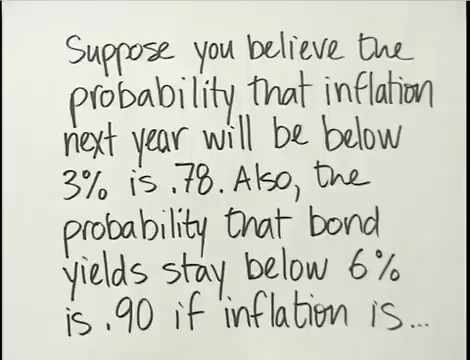 Suppose you believe the
probability that inflation
next year will be below
3% is .78. Also, the
probability that bond
yields stay below 6%
is .90 if inflation is...